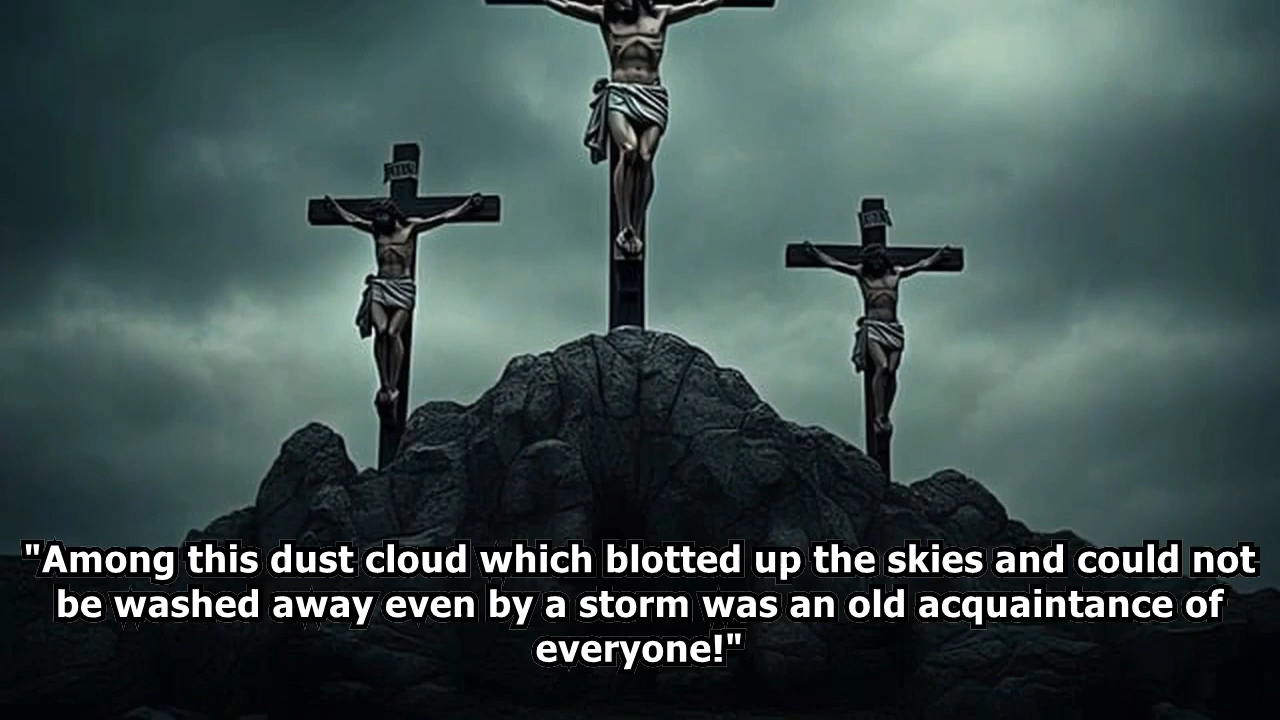 "Among this dust cloud which blotted up the skies and could not
be washed away even by a storm was an old acquaintance of
everyone!"